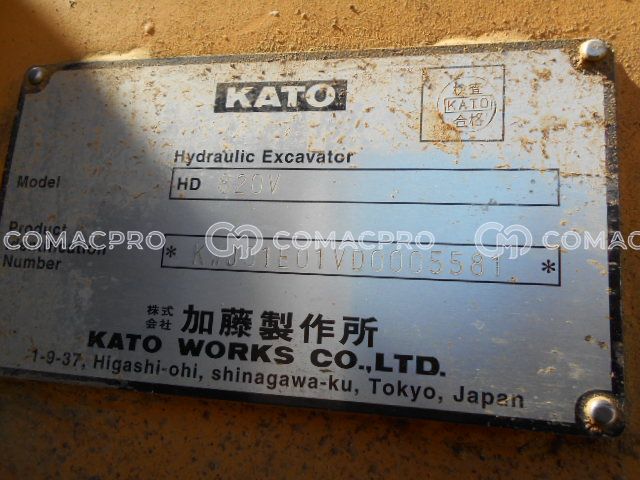 KATO
検査
KATO
合格
Hydraulic Excavator
Model
HD 820V
Product
Number
COMACPRO COMACPRO COMACPRO
株式
会社 加藤製作所
KATO WORKS CO.,LTD.
1-9-37, Higashi-ohi, shinagawa-ku, Tokyo, Japan